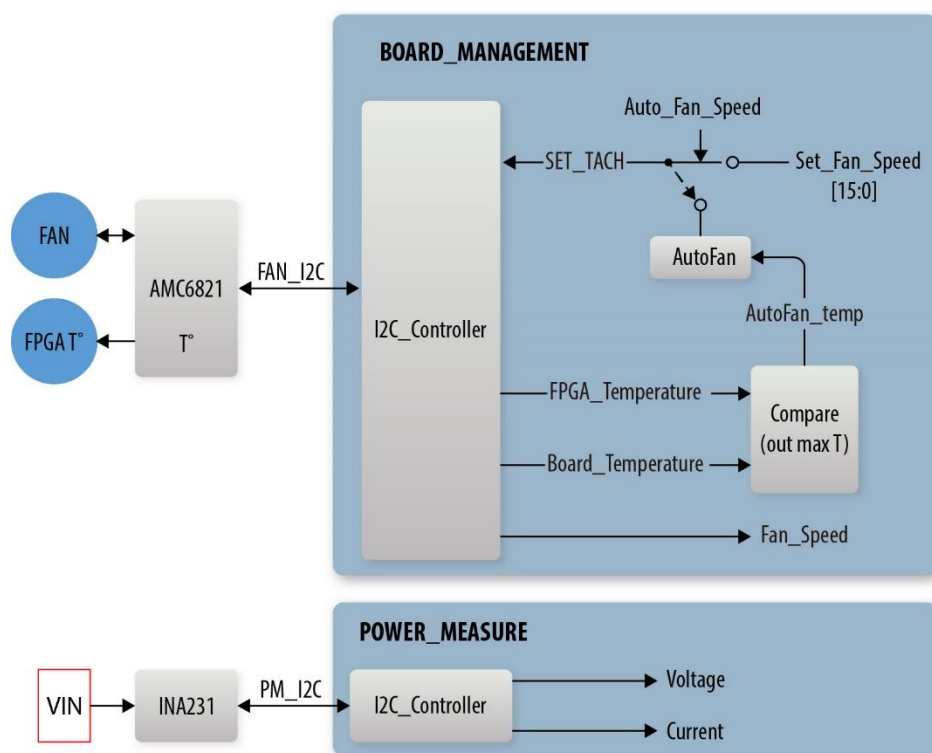 BOARD_MANAGEMENT
Auto_Fan_Speed
SET_TACH
Set_Fan_Speed
[15:0]
FAN
AutoFan
FAN_I2C
AMC6821
AutoFan_temp
FPGA T°
T°
I2C_Controller
FPGA_Temperature
Compare
(out max T)
Board_Temperature
Fan_Speed
POWER_MEASURE
VIN
INA231
PM_I2C
I2C_Controller
Voltage
Current